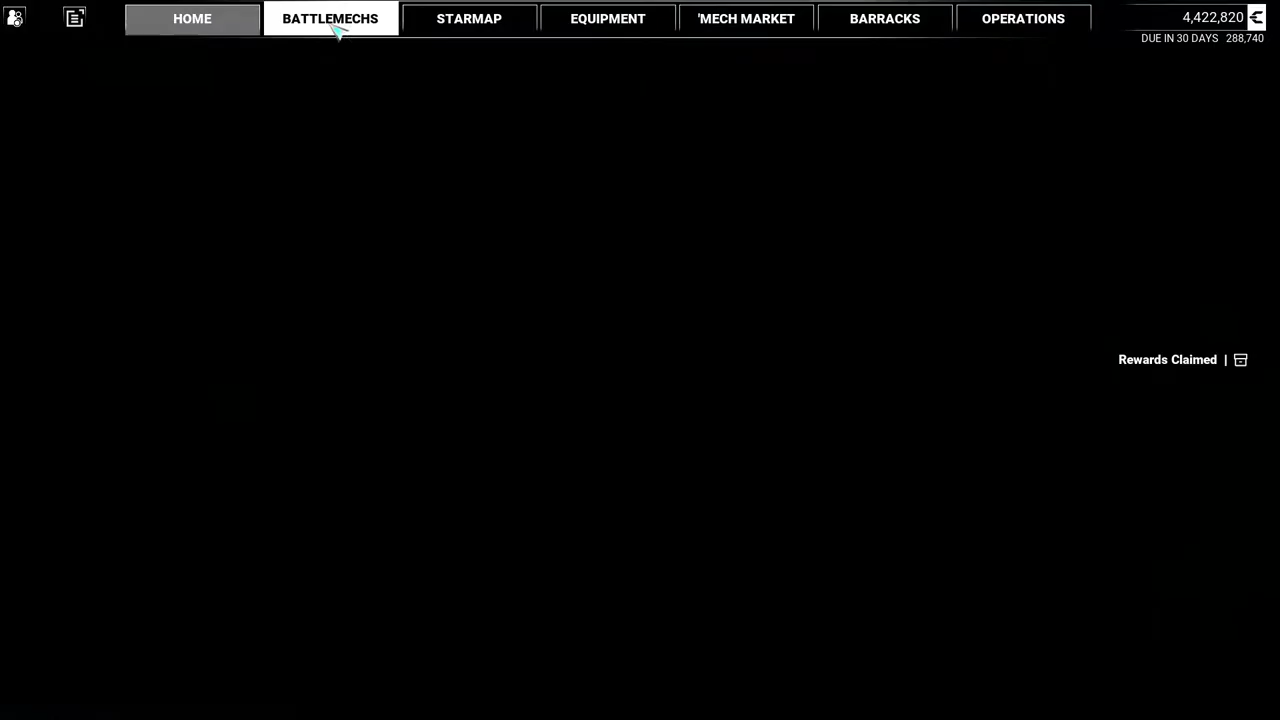 HOME
BATTLEMECHS
STARMAP
EQUIPMENT
'MECH MARKET
BARRACKS
OPERATIONS
4,422,820
DUE IN 30 DAYS 288,740
Rewards Claimed |